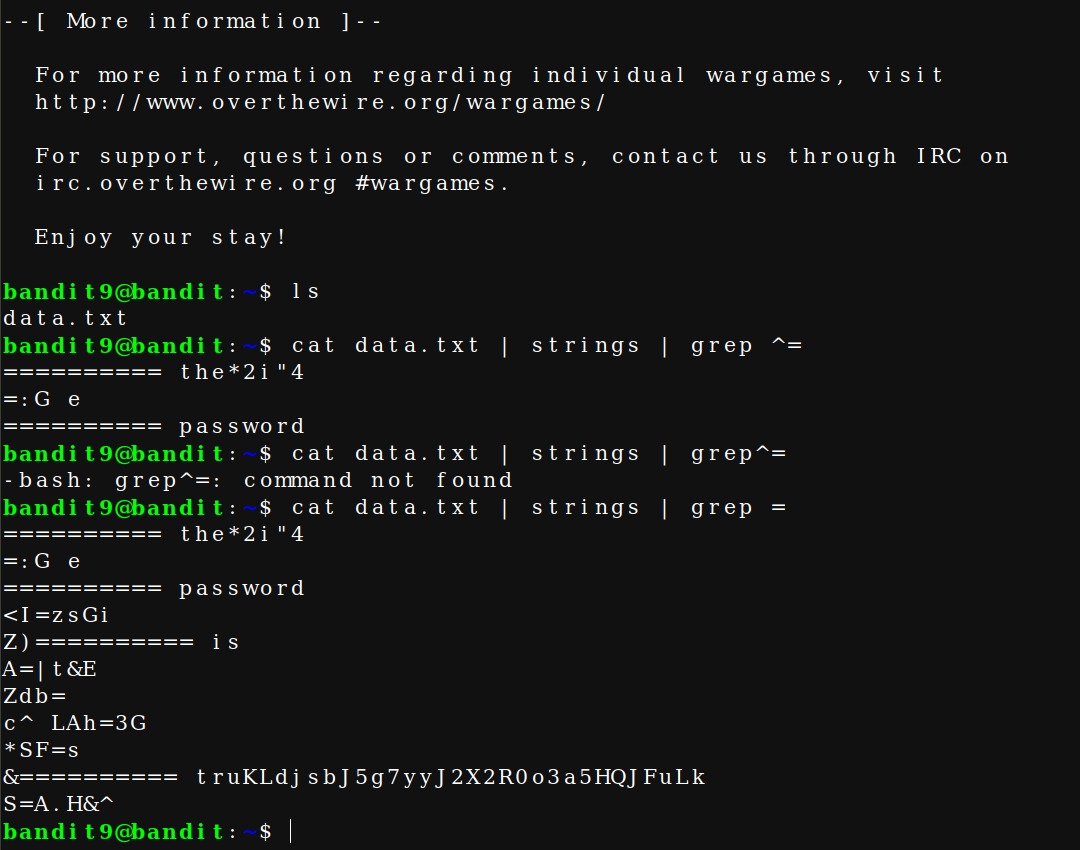 --[ More information ]--
For more information regarding individual wargames, visit
http://www.overthewire.org/wargames/
For support, questions or comments, contact us through IRC on
irc.overthewire.org #wargames.
Enjoy your stay!
bandit9@bandit:~$ ls
data.txt
bandit9@bandit:~$ cat data.txt | strings | grep ^=
========== the*2i"4
=:G e
========== password
bandit9@bandit:~$ cat data.txt | strings | grep^=
-bash: grep^=: command not found
bandit9@bandit:~$ cat data.txt | strings | grep =
========== the*2i"4
=:G e
========== password
<I=zsGi
Z)========== is
A=|t&E
Zdb=
c^ LAh=3G
*SF=s
&========== truKLdjsbJ5g7yyJ2X2R0o3a5HQJFuLk
S=A.H&^
bandit9@bandit:~$